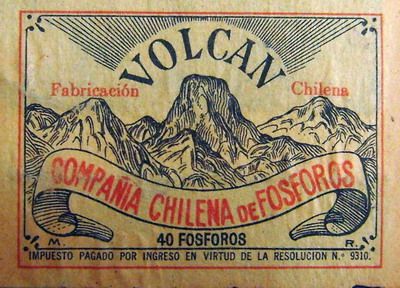 VOLCAN
Fabricación Chilena
COMPAÑIA CHILENA DE FOSFOROS
M. R.
40 FOSFOROS
IMPUESTO PAGADO POR INGRESO EN VIRTUD DE LA RESOLUCION N.º 9310.